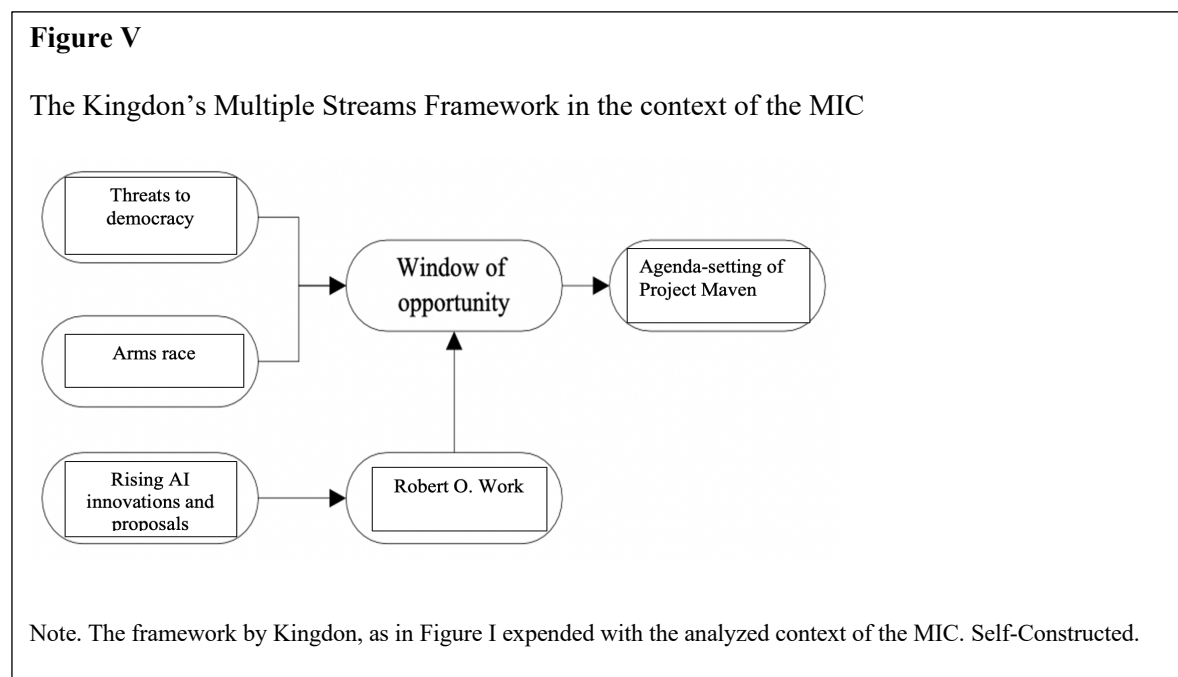 Figure V
The Kingdon’s Multiple Streams Framework in the context of the MIC
Threats to
democracy
Window of
opportunity
Agenda-setting of
Project Maven
Arms race
Rising AI
innovations and
proposals
Robert O. Work
Note. The framework by Kingdon, as in Figure I expended with the analyzed context of the MIC. Self-Constructed.